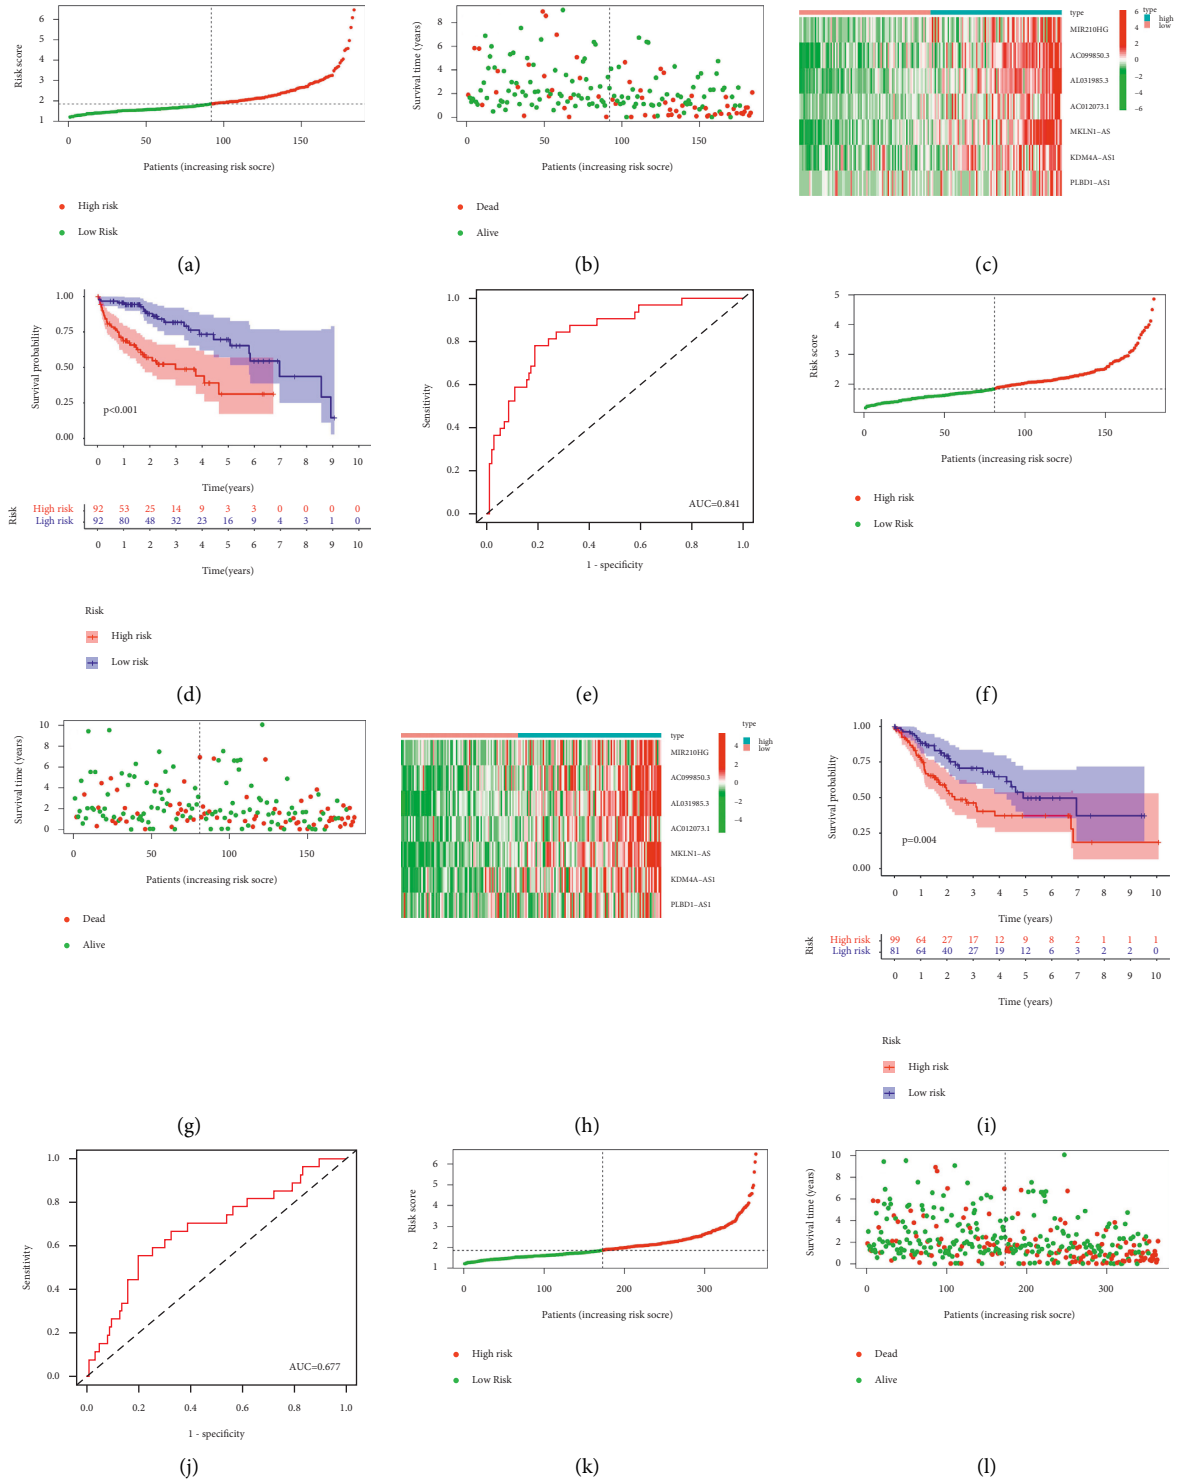 6
5
4
3
2
1
Risk score
0 50 100 150
Patients (increasing risk socre)
High risk
Low Risk
(a)
8
6
4
2
0
Survival time (years)
0 50 100 150
Patients (increasing risk socre)
Dead
Alive
(b)
type
MIR210HG
AC099850.3
AL031985.3
AC012073.1
MKLN1−AS
KDM4A−AS1
PLBD1−AS1
6
4
2
0
−2
−4
−6
type
high
low
(c)
1.00
0.75
0.50
0.25
0.00
Survival probability
p<0.001
0 1 2 3 4 5 6 7 8 9 10
Time(years)
Risk
High risk 92 53 25 14 9 3 3 0 0 0 0
Ligh risk 92 80 48 32 23 16 9 4 3 1 0
0 1 2 3 4 5 6 7 8 9 10
Time(years)
Risk
High risk
Low risk
(d)
1.0
0.8
0.6
0.4
0.2
0.0
Sensitivity
AUC=0.841
0.0 0.2 0.4 0.6 0.8 1.0
1 - specificity
(e)
5
4
3
2
Risk score
0 50 100 150
Patients (increasing risk socre)
High risk
Low Risk
(f)
10
8
6
4
2
0
Survival time (years)
0 50 100 150
Patients (increasing risk socre)
Dead
Alive
(g)
type
MIR210HG
AC099850.3
AL031985.3
AC012073.1
MKLN1−AS
KDM4A−AS1
PLBD1−AS1
4
2
0
−2
−4
type
high
low
(h)
1.00
0.75
0.50
0.25
0.00
Survival probability
p=0.004
0 1 2 3 4 5 6 7 8 9 10
Time (years)
Risk
High risk 99 64 27 17 12 9 8 2 1 1 1
Ligh risk 81 64 40 27 19 12 6 3 2 2 0
0 1 2 3 4 5 6 7 8 9 10
Time (years)
Risk
High risk
Low risk
(i)
1.0
0.8
0.6
0.4
0.2
0.0
Sensitivity
AUC=0.677
0.0 0.2 0.4 0.6 0.8 1.0
1 - specificity
(j)
6
5
4
3
2
1
Risk score
0 100 200 300
Patients (increasing risk socre)
High risk
Low Risk
(k)
10
8
6
4
2
0
Survival time (years)
0 100 200 300
Patients (increasing risk socre)
Dead
Alive
(l)